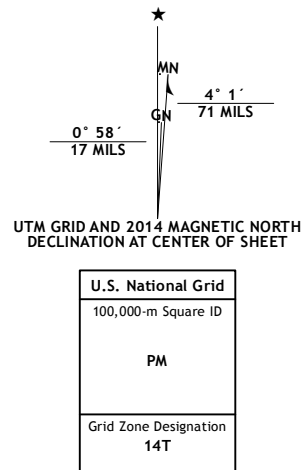 ★
MN
4° 1´
71 MILS
GN
0° 58´
17 MILS
UTM GRID AND 2014 MAGNETIC NORTH
DECLINATION AT CENTER OF SHEET
U.S. National Grid
100,000-m Square ID
PM
Grid Zone Designation
14T